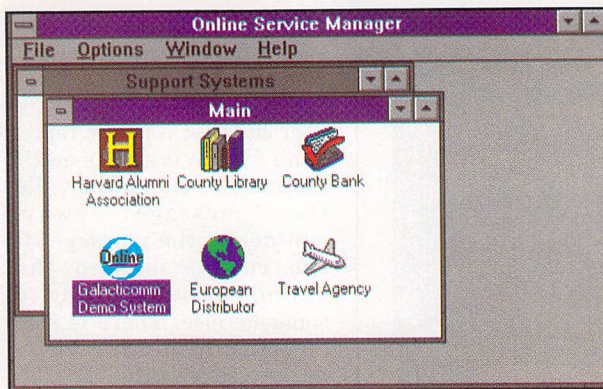 Online Service Manager
File Options Window Help
Support Systems
Main
H
Harvard Alumni
Association
County Library
County Bank
Online
Galacticomm
Demo System
European
Distributor
Travel Agency